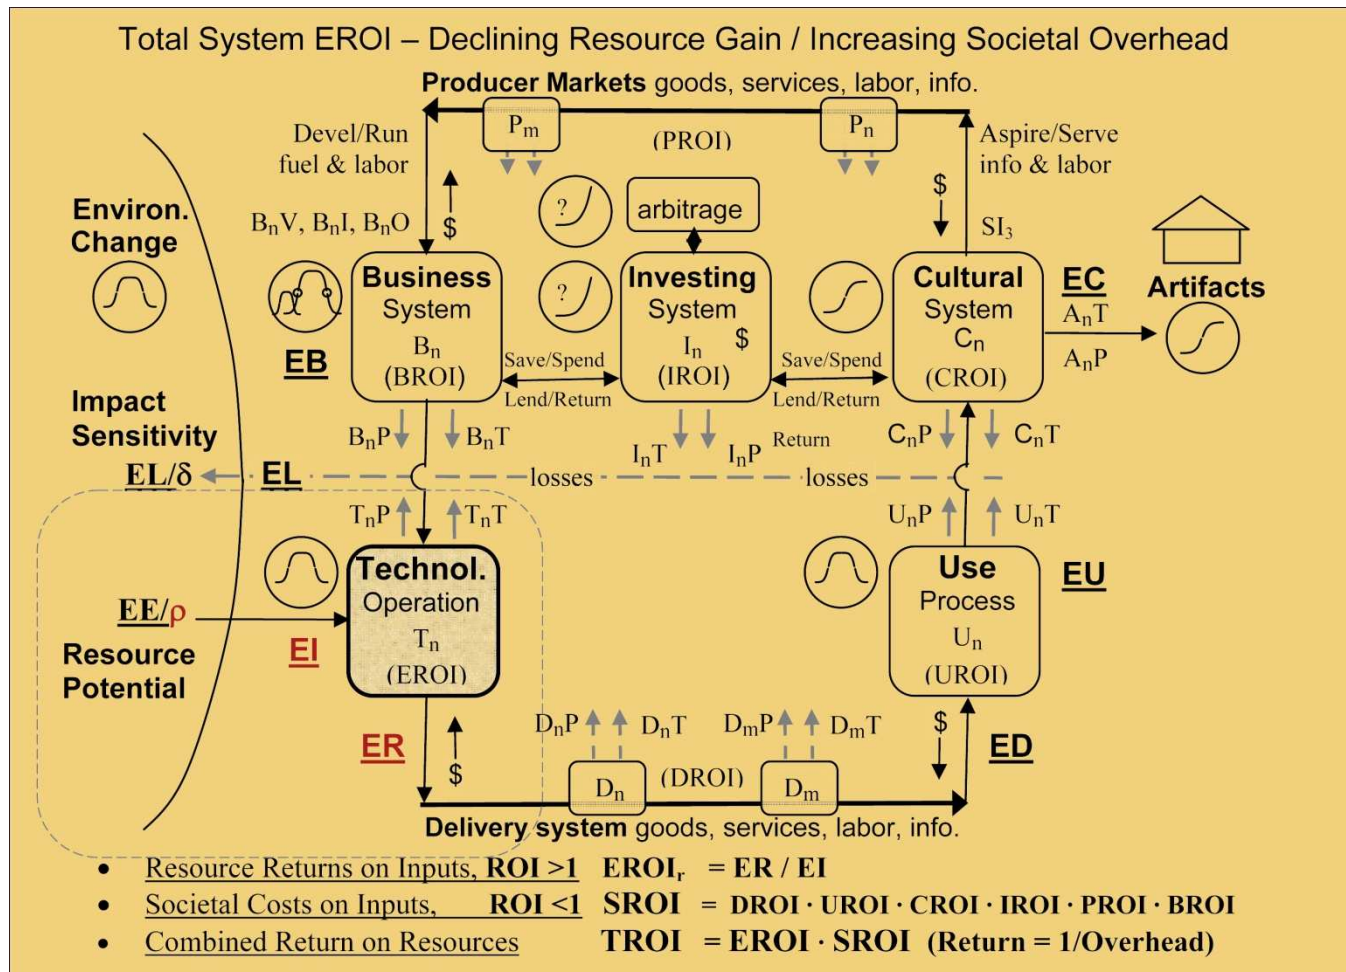 Total System EROI – Declining Resource Gain / Increasing Societal Overhead
Producer Markets goods, services, labor, info.
Pm
Pn
(PROI)
Devel/Run
fuel & labor
Aspire/Serve
info & labor
$
$
BnV, BnI, BnO
SI3
Environ.
Change
?
arbitrage
?
Business
System
Bn
(BROI)
EB
Investing
System
In
$
(IROI)
Cultural
System
Cn
(CROI)
EC
AnT
AnP
Artifacts
Save/Spend
Lend/Return
Save/Spend
Lend/Return
Impact
Sensitivity
BnP
BnT
InT
InP
Return
CnP
CnT
EL/δ
EL
losses
losses
TnP
TnT
UnP
UnT
Technol.
Operation
Tn
(EROI)
Use
Process
Un
(UROI)
EU
EE/ρ
EI
Resource
Potential
ER
$
DnP
DnT
DmP
DmT
$
ED
Dn
(DROI)
Dm
Delivery system goods, services, labor, info.
• Resource Returns on Inputs, ROI >1 EROIr = ER / EI
• Societal Costs on Inputs, ROI <1 SROI = DROI · UROI · CROI · IROI · PROI · BROI
• Combined Return on Resources TROI = EROI · SROI (Return = 1/Overhead)